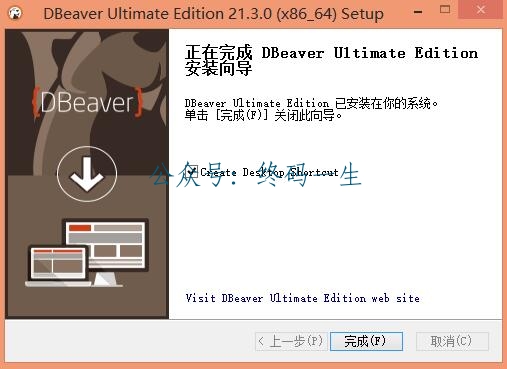 DBeaver Ultimate Edition 21.3.0 (x86_64) Setup
正在完成 DBeaver Ultimate Edition
安装向导
{DBeaver}
DBeaver Ultimate Edition 已安装在你的系统。
单击 [完成(F)] 关闭此向导。
公众号：终码一生
Create Desktop Shortcut
Visit DBeaver Ultimate Edition web site
< 上一步(P)
完成(F)
取消(C)